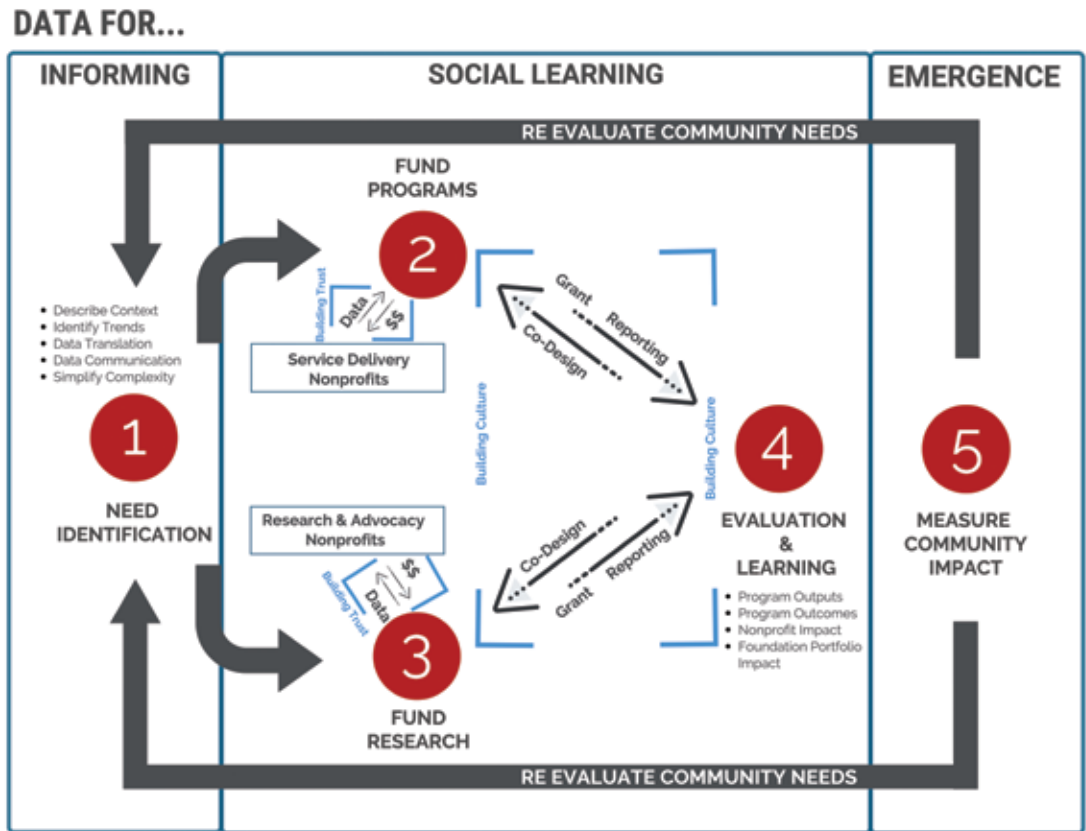 DATA FOR...
INFORMING
SOCIAL LEARNING
EMERGENCE
RE EVALUATE COMMUNITY NEEDS
FUND
PROGRAMS
2
Building Trust
Data
$$
Service Delivery
Nonprofits
• Describe Context
• Identify Trends
• Data Translation
• Data Communication
• Simplify Complexity
1
NEED
IDENTIFICATION
Research & Advocacy
Nonprofits
Building Trust
Data
$$
3
FUND
RESEARCH
Building Culture
Grant Reporting
Co-Design
Co-Design
Grant Reporting
Building Culture
4
EVALUATION
&
LEARNING
• Program Outputs
• Program Outcomes
• Nonprofit Impact
• Foundation Portfolio
Impact
5
MEASURE
COMMUNITY
IMPACT
RE EVALUATE COMMUNITY NEEDS